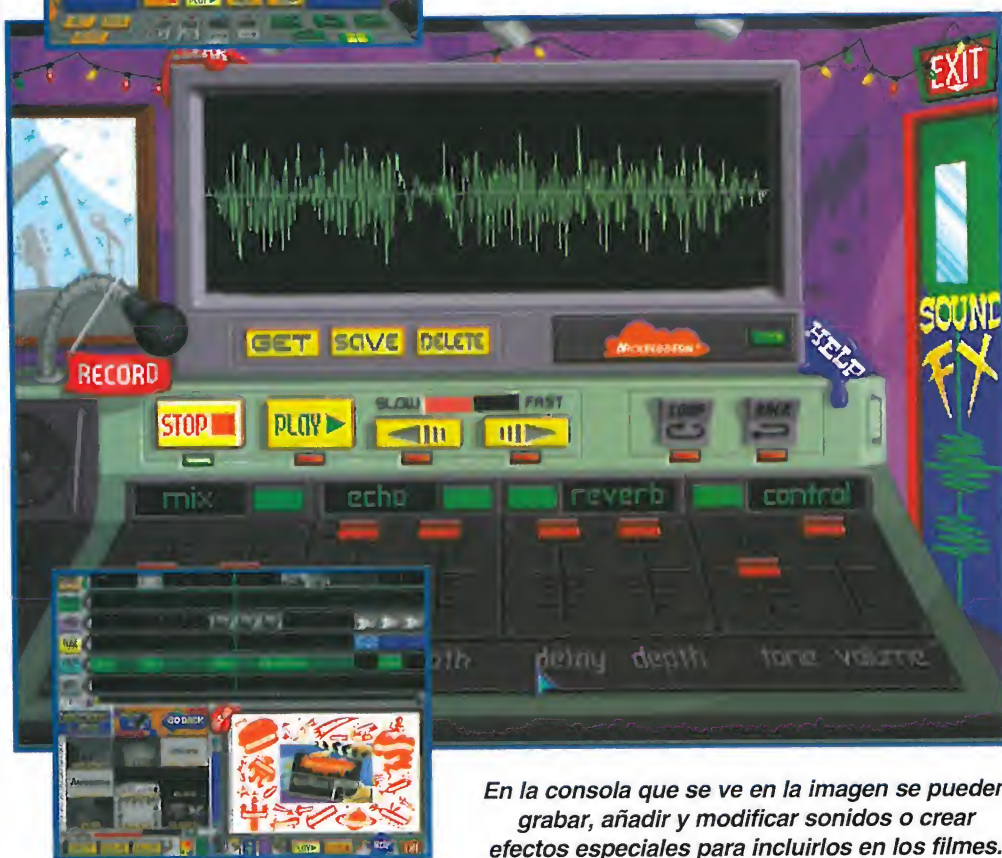 EXIT
SOUND
FX
GET SAVE DELETE
HELP
RECORD
SLOW FAST
STOP PLAY
mix echo reverb control
delay depth tone volume
GO BACK
PLAY
En la consola que se ve en la imagen se pueden
grabar, añadir y modificar sonidos o crear
efectos especiales para incluirlos en los filmes.